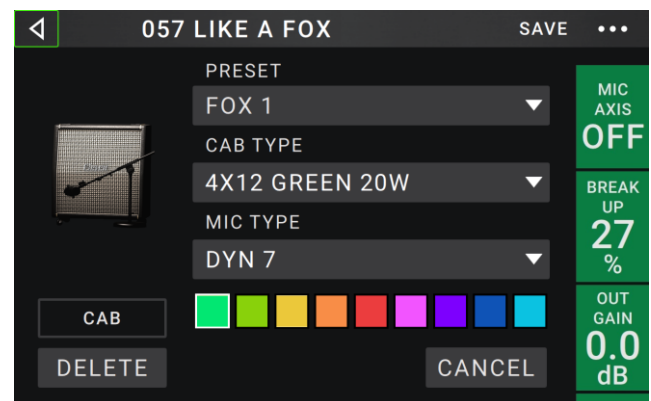 057 LIKE A FOX
SAVE
PRESET
FOX 1
CAB TYPE
4X12 GREEN 20W
MIC TYPE
DYN 7
CAB
DELETE
CANCEL
MIC
AXIS
OFF
BREAK
UP
27
%
OUT
GAIN
0.0
dB